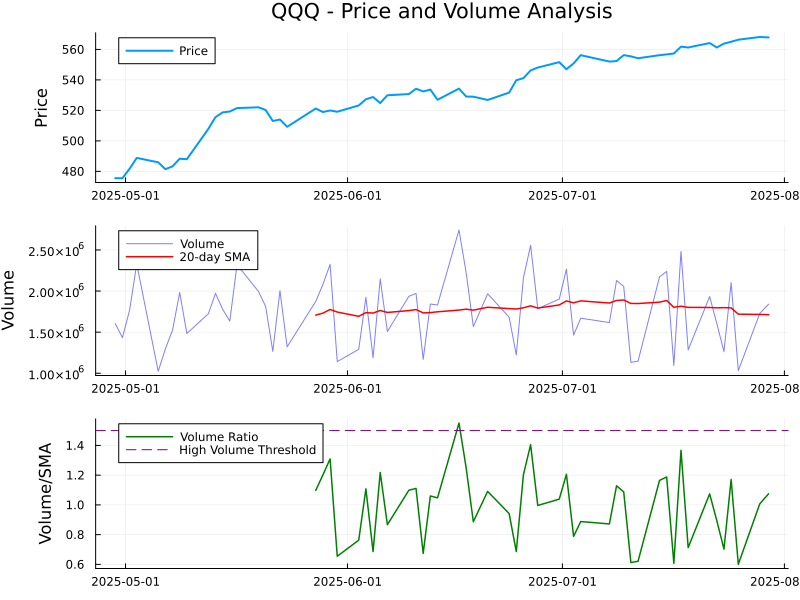 QQQ - Price and Volume Analysis
Price
560
540
520
500
480
Price
2025-05-01 2025-06-01 2025-07-01 2025-08
Volume
20-day SMA
2.50×10⁶
2.00×10⁶
1.50×10⁶
1.00×10⁶
Volume
2025-05-01 2025-06-01 2025-07-01 2025-08
Volume Ratio
High Volume Threshold
1.4
1.2
1.0
0.8
0.6
Volume/SMA
2025-05-01 2025-06-01 2025-07-01 2025-08